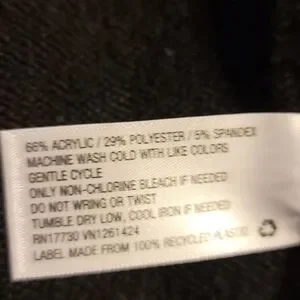 66% ACRYLIC / 29% POLYESTER / 5% SPANDEX
MACHINE WASH COLD WITH LIKE COLORS
GENTLE CYCLE
ONLY NON-CHLORINE BLEACH IF NEEDED
DO NOT WRING OR TWIST
TUMBLE DRY LOW, COOL IRON IF NEEDED
RN17730 VN1261424
LABEL MADE FROM 100% RECYCLED PLASTIC